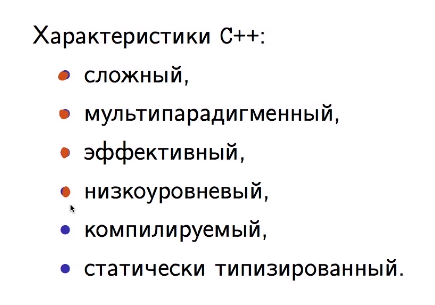 Характеристики C++:
сложный,
мультипарадигменный,
эффективный,
низкоуровневый,
компилируемый,
статически типизированный.